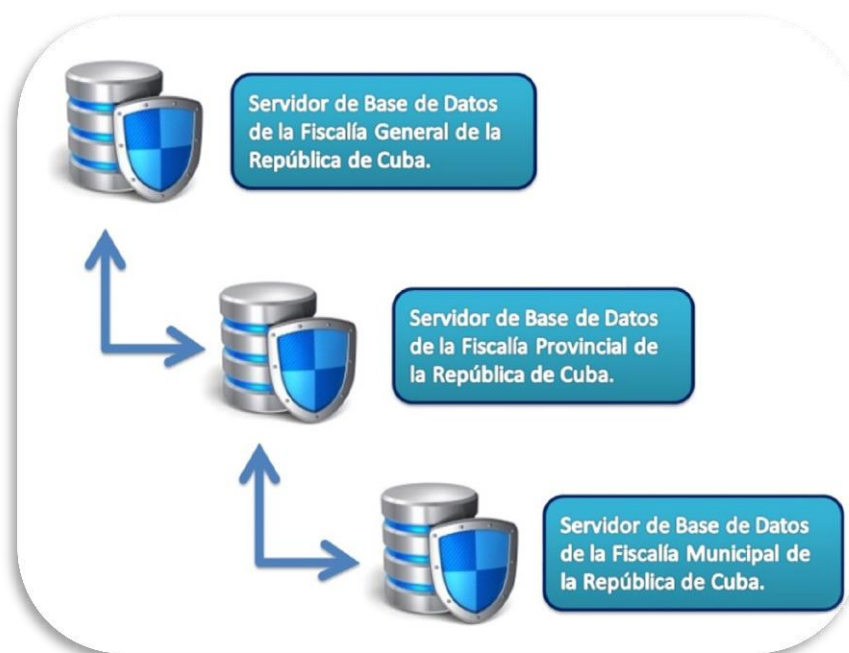 Servidor de Base de Datos
de la Fiscalía General de la
República de Cuba.
Servidor de Base de Datos
de la Fiscalía Provincial de
la República de Cuba.
Servidor de Base de Datos
de la Fiscalía Municipal de
la República de Cuba.